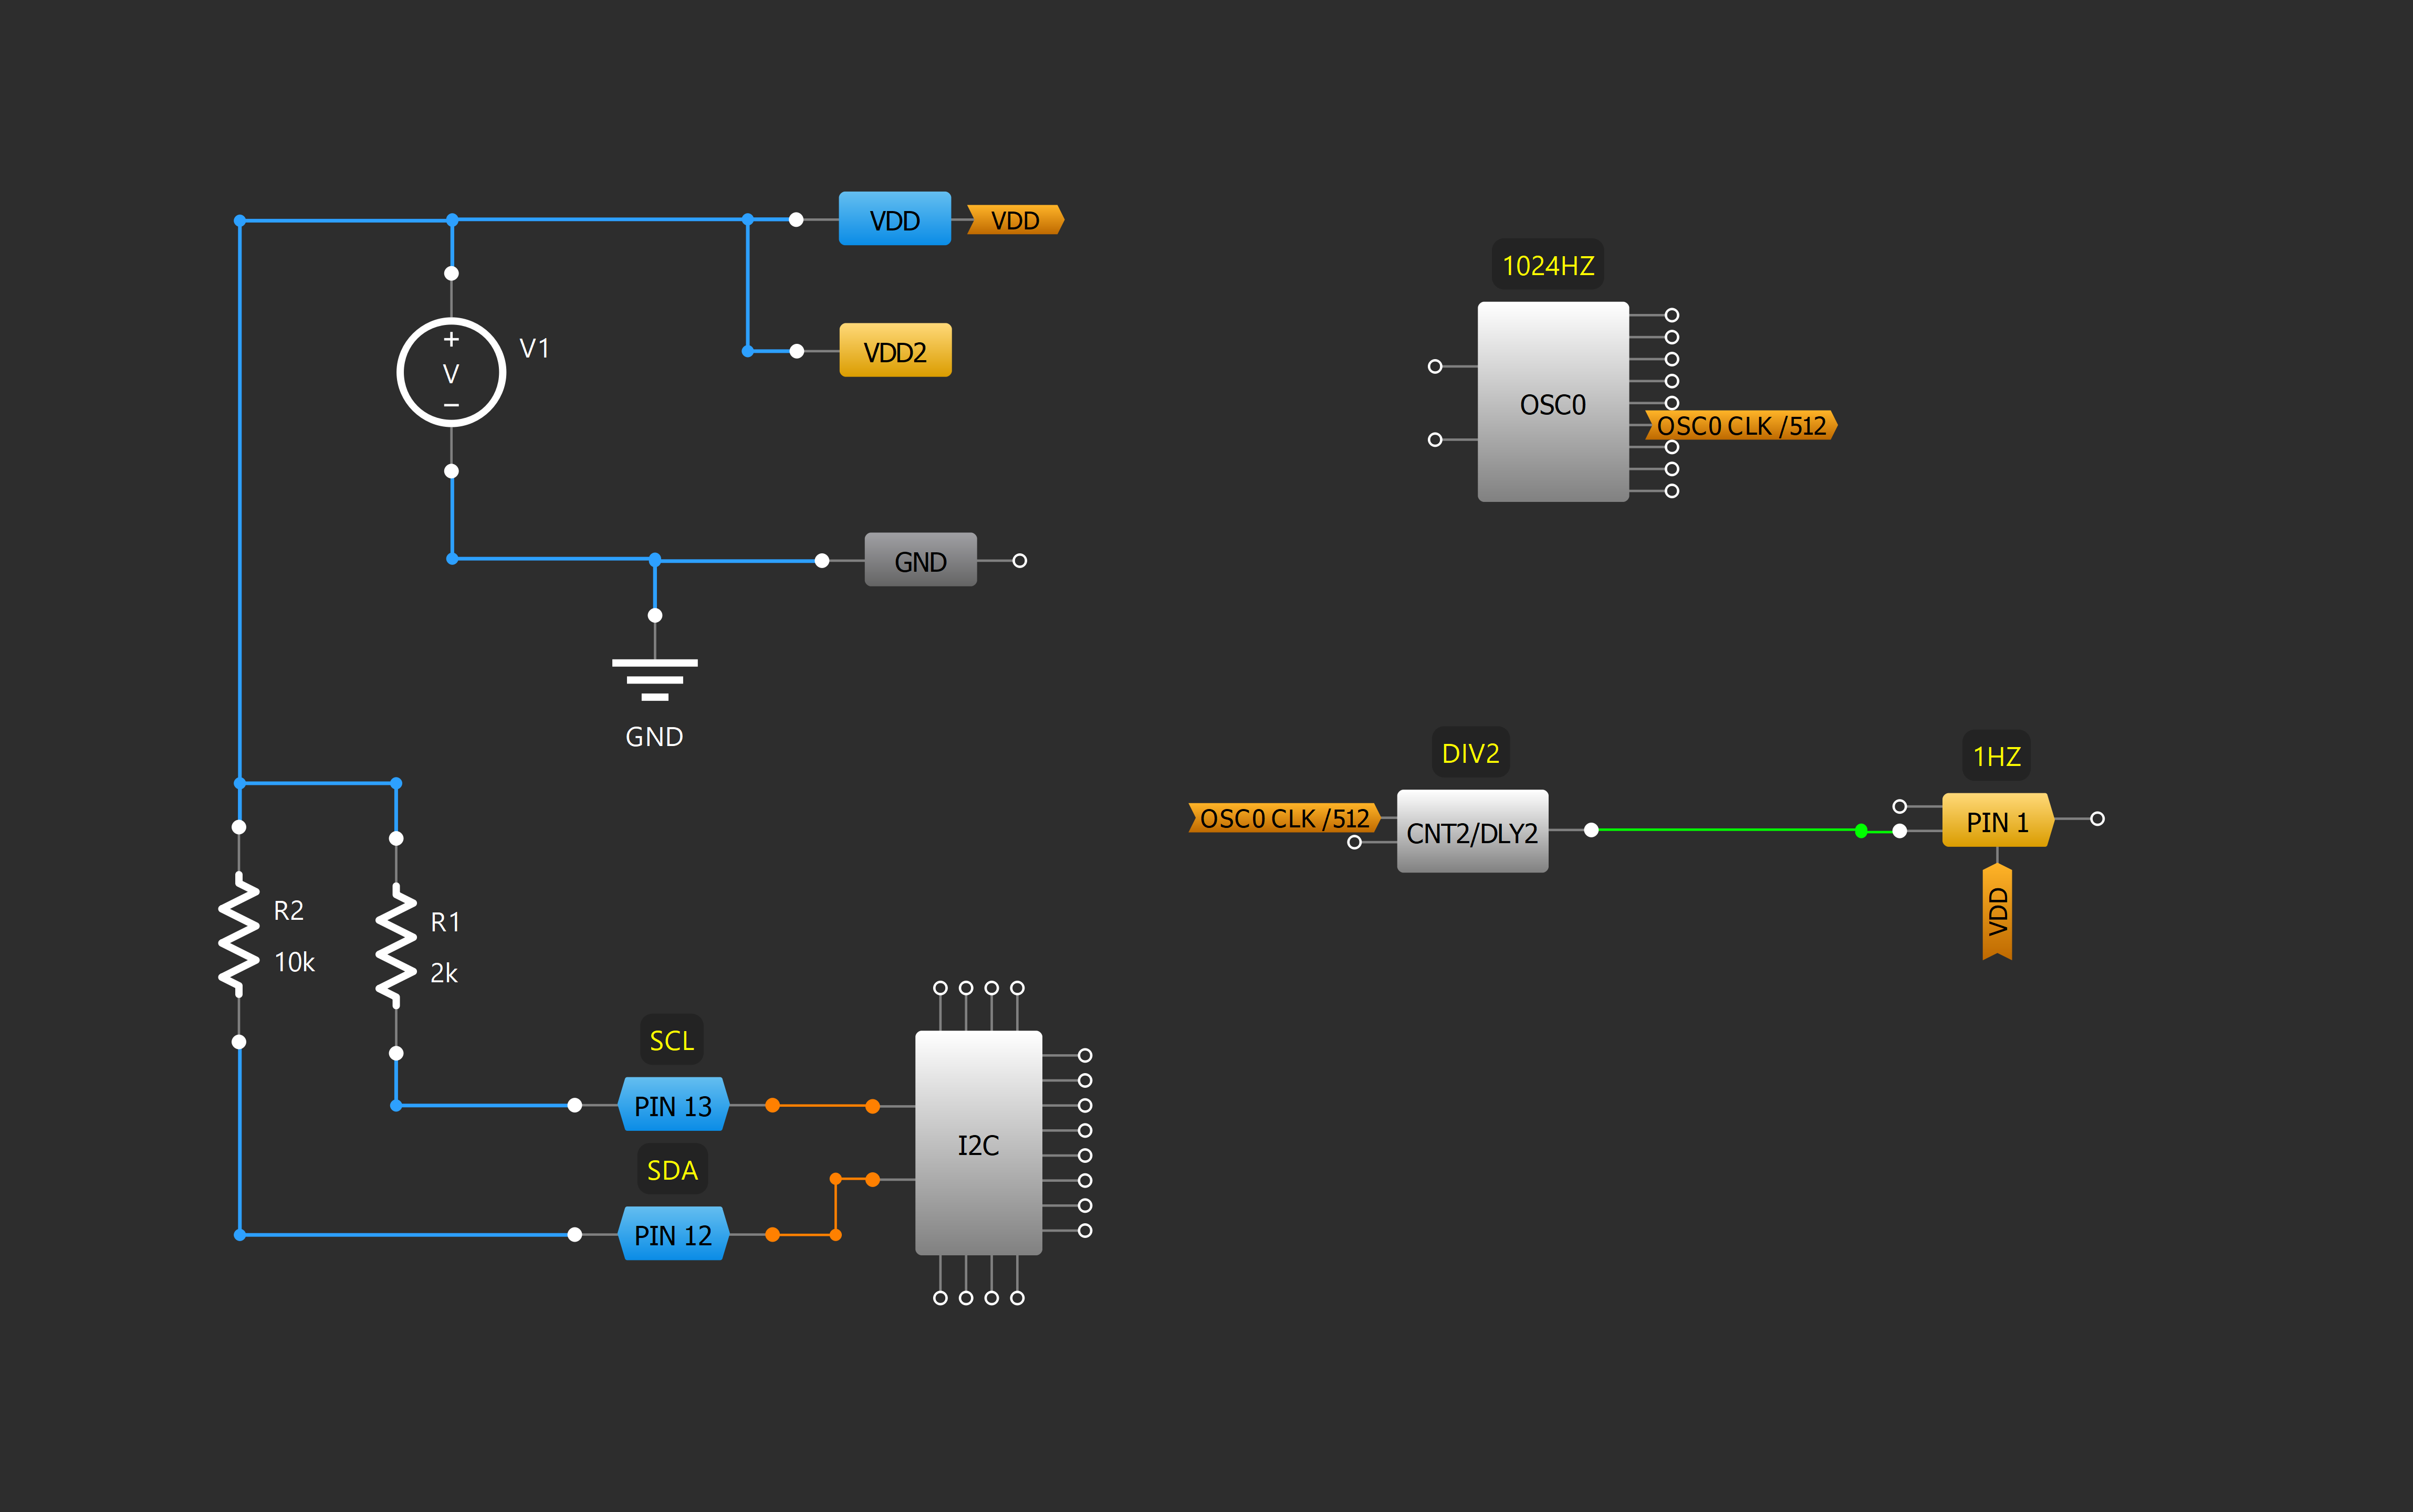 VDD
VDD
1024HZ
V1
+
V
−
VDD2
OSC0
OSC0 CLK /512
GND
GND
DIV2
1HZ
OSC0 CLK /512
CNT2/DLY2
PIN 1
VDD
R2
10k
R1
2k
SCL
PIN 13
I2C
SDA
PIN 12